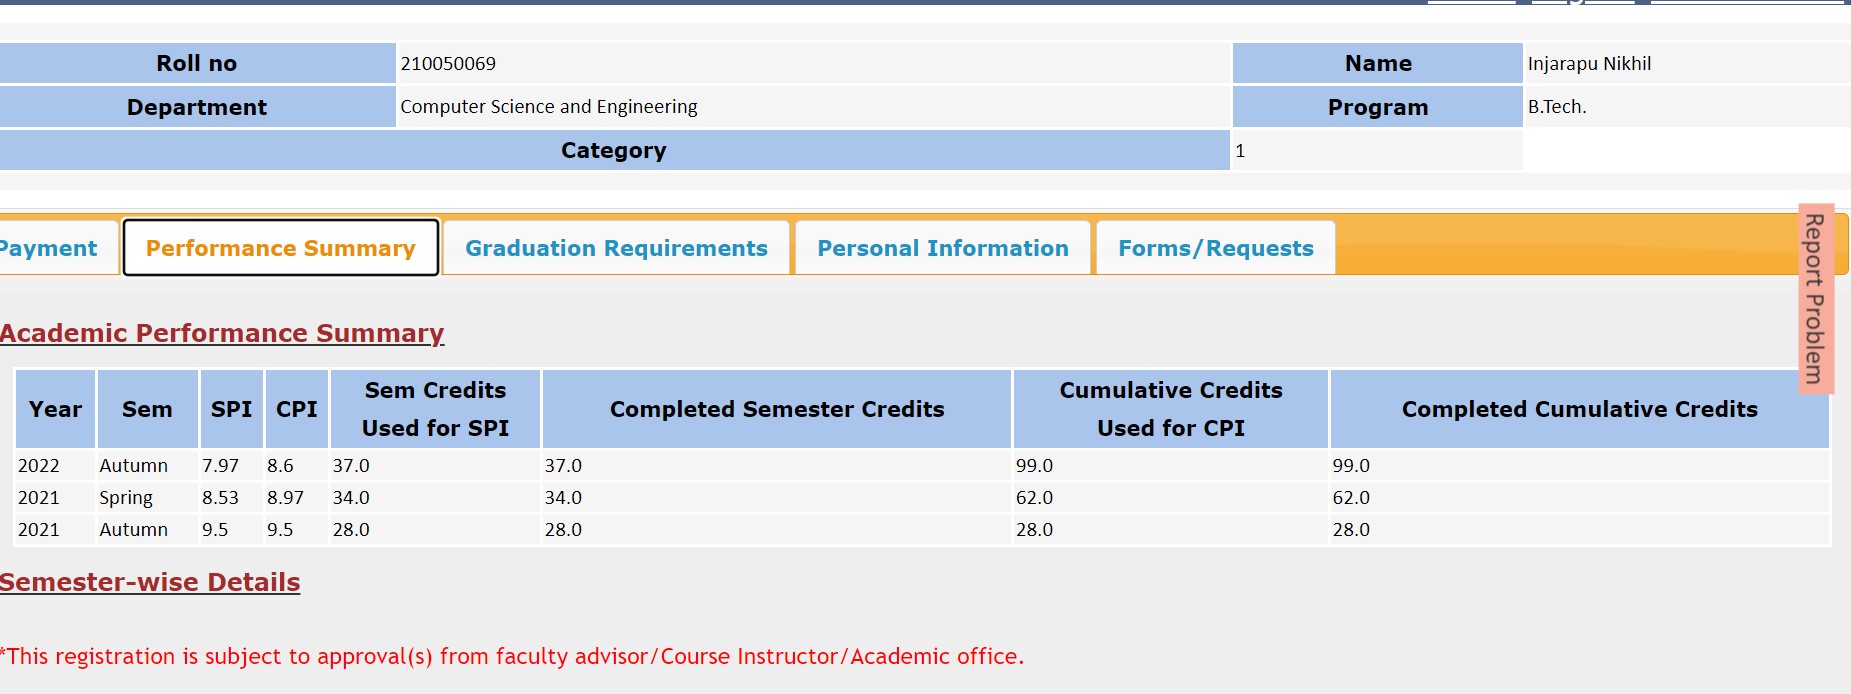 Roll no 210050069 Name Injarapu Nikhil
Department Computer Science and Engineering Program B.Tech.
Category 1
Payment Performance Summary Graduation Requirements Personal Information Forms/Requests
Report Problem
Academic Performance Summary
Year Sem SPI CPI Sem Credits Used for SPI Completed Semester Credits Cumulative Credits Used for CPI Completed Cumulative Credits
2022 Autumn 7.97 8.6 37.0 37.0 99.0 99.0
2021 Spring 8.53 8.97 34.0 34.0 62.0 62.0
2021 Autumn 9.5 9.5 28.0 28.0 28.0 28.0
Semester-wise Details
*This registration is subject to approval(s) from faculty advisor/Course Instructor/Academic office.